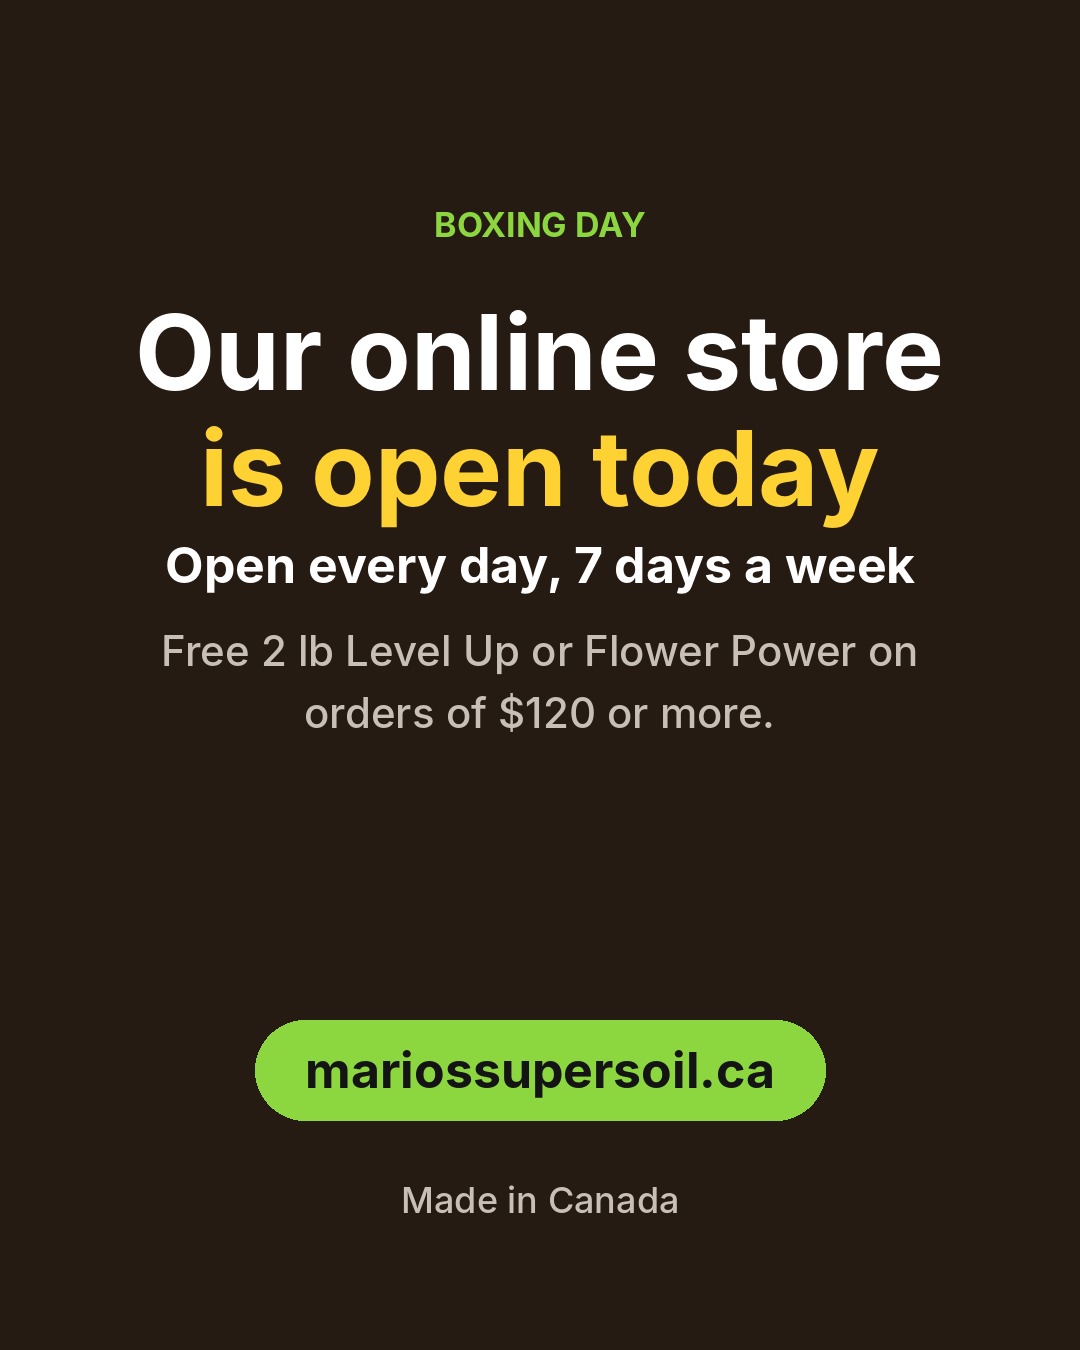 BOXING DAY
Our online store
is open today
Open every day, 7 days a week
Free 2 lb Level Up or Flower Power on
orders of $120 or more.
mariossupersoil.ca
Made in Canada